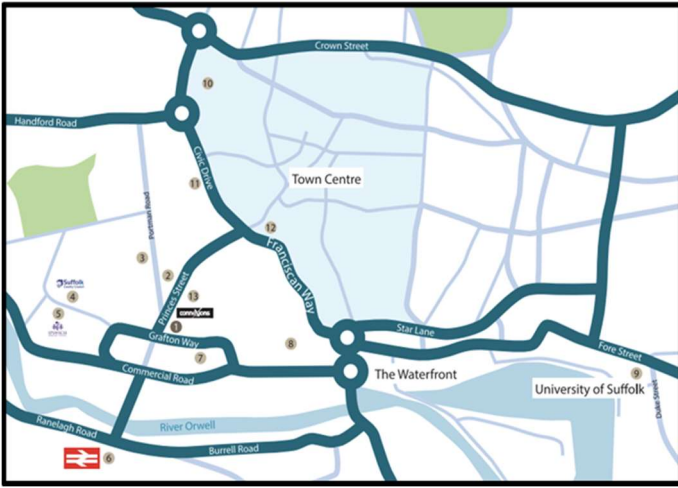 Crown Street
10
Handford Road
Civic Drive
11
Town Centre
Portman Road
12
Franciscan Way
3
2
Suffolk
4
13
Princes Street
5
connexions
1
Grafton Way
8
Star Lane
7
Fore Street
Commercial Road
The Waterfront
9
University of Suffolk
Duke Street
Ranelagh Road
River Orwell
Burrell Road
6